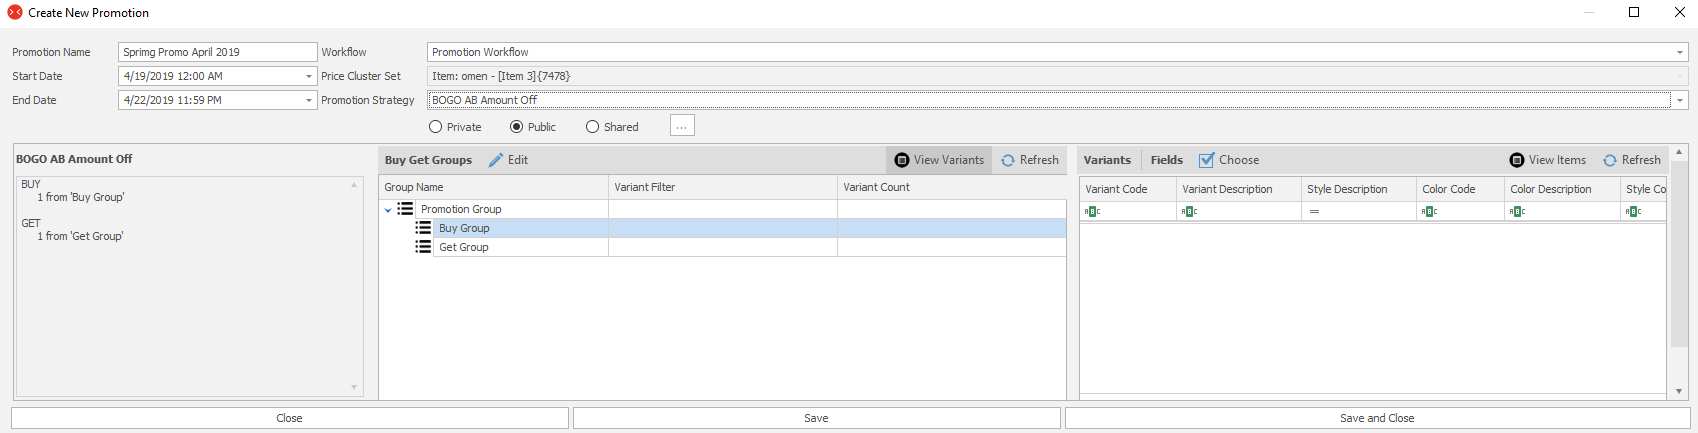 Create New Promotion
Promotion Name Spring Promo April 2019 Workflow Promotion Workflow
Start Date 4/19/2019 12:00 AM Price Cluster Set Item: omen - [Item 3]{7478}
End Date 4/22/2019 11:59 PM Promotion Strategy BOGO AB Amount Off
Private Public Shared ...
BOGO AB Amount Off
BUY
1 from 'Buy Group'
GET
1 from 'Get Group'
Buy Get Groups Edit View Variants Refresh
Group Name Variant Filter Variant Count
Promotion Group
Buy Group
Get Group
Variants Fields Choose View Items Refresh
Variant Code Variant Description Style Description Color Code Color Description Style Co
ABC ABC = ABC ABC ABC
Close Save Save and Close